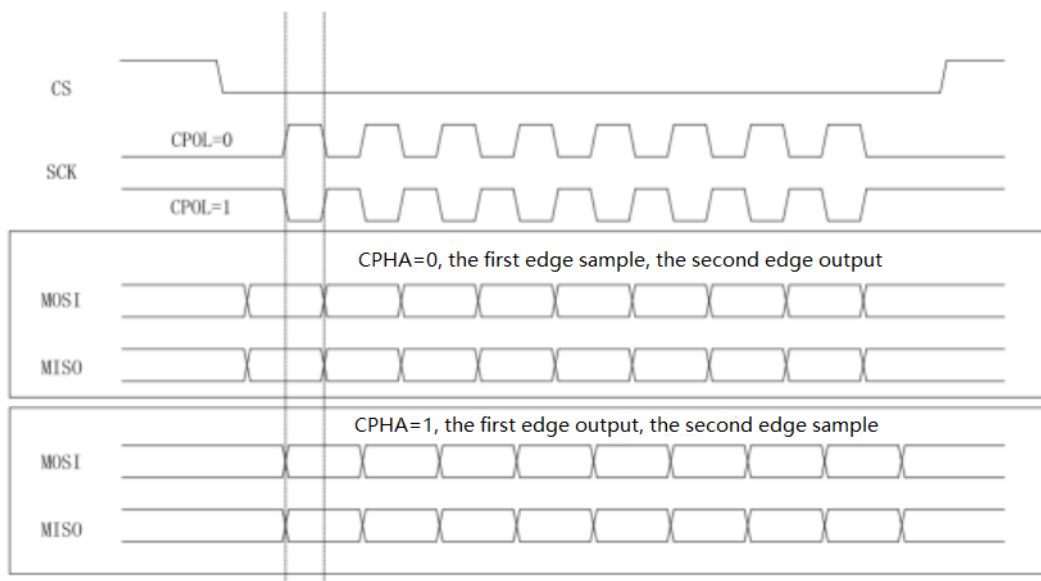 CS
CPOL=0
SCK
CPOL=1
CPHA=0, the first edge sample, the second edge output
MOSI
MISO
CPHA=1, the first edge output, the second edge sample
MOSI
MISO